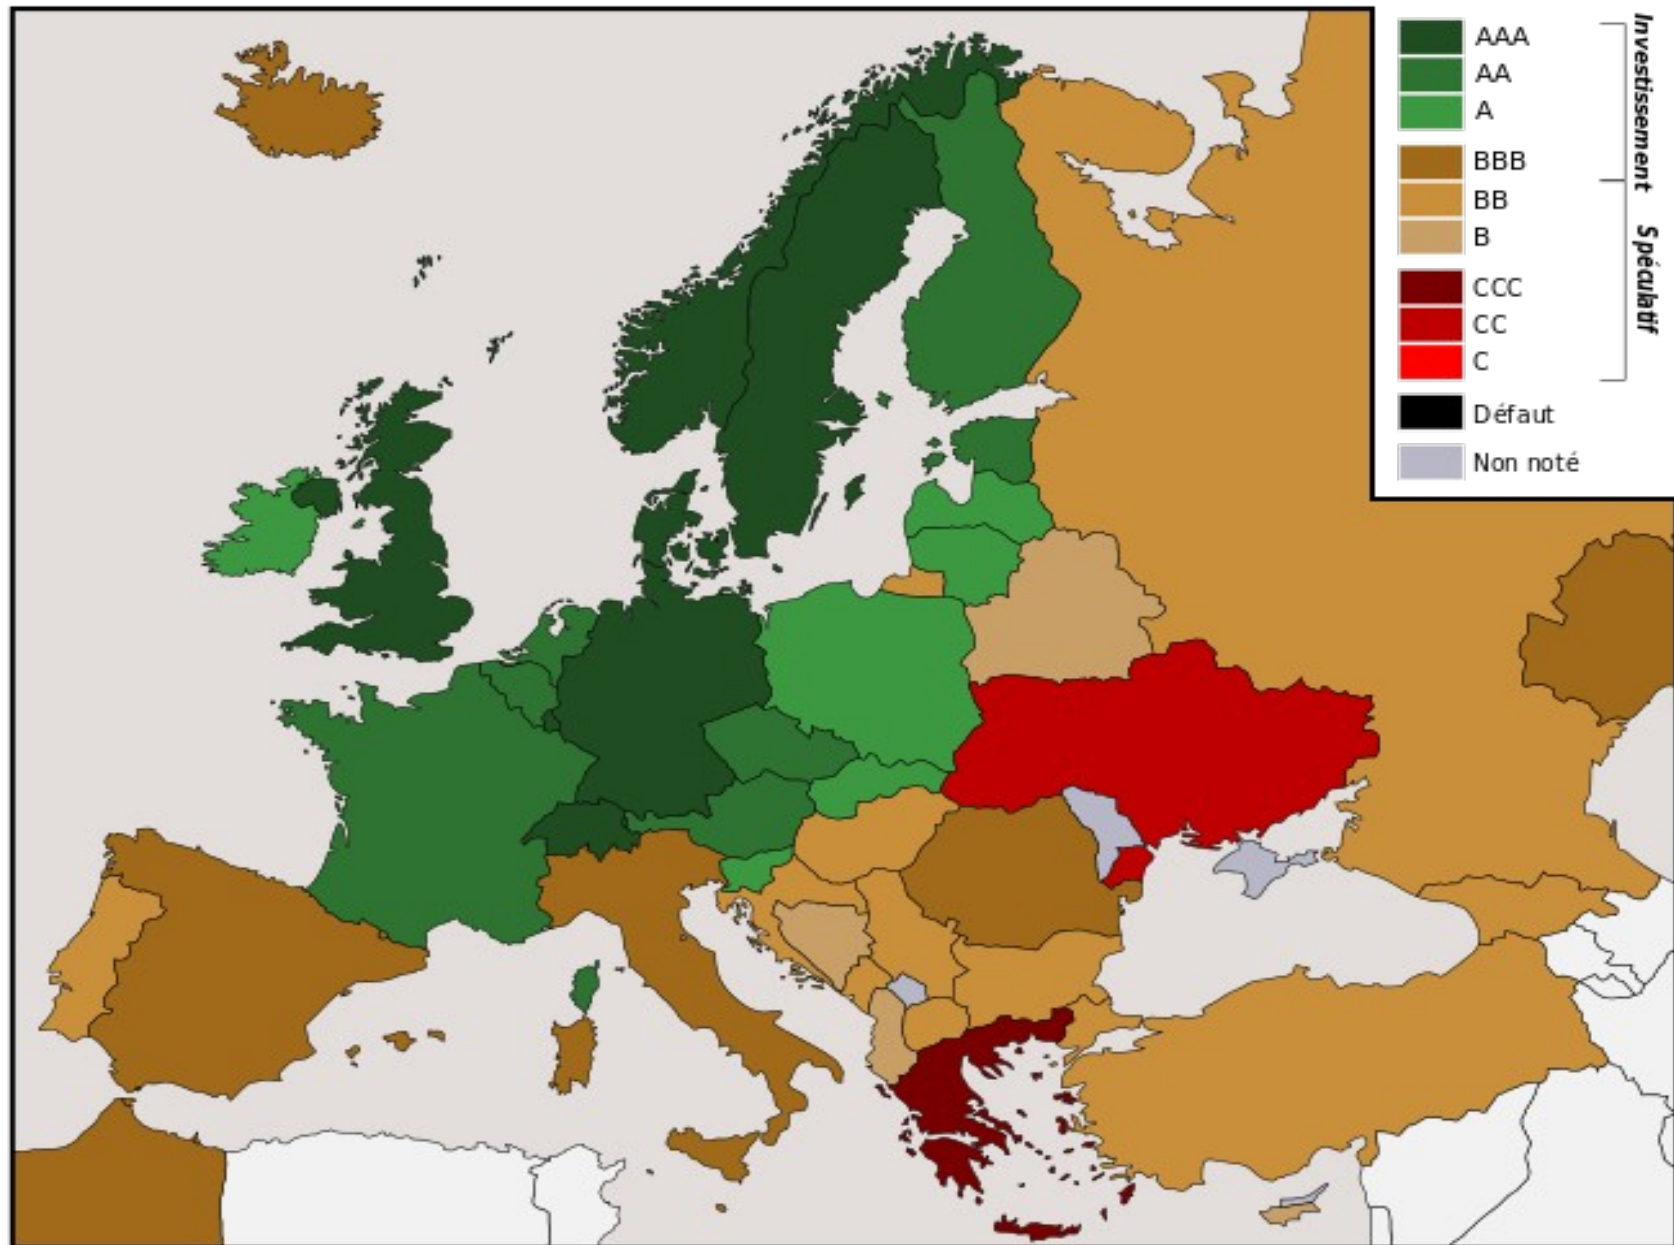 AAA
AA
A
BBB
BB
B
CCC
CC
C
Défaut
Non noté
Investissement
Spéculatif